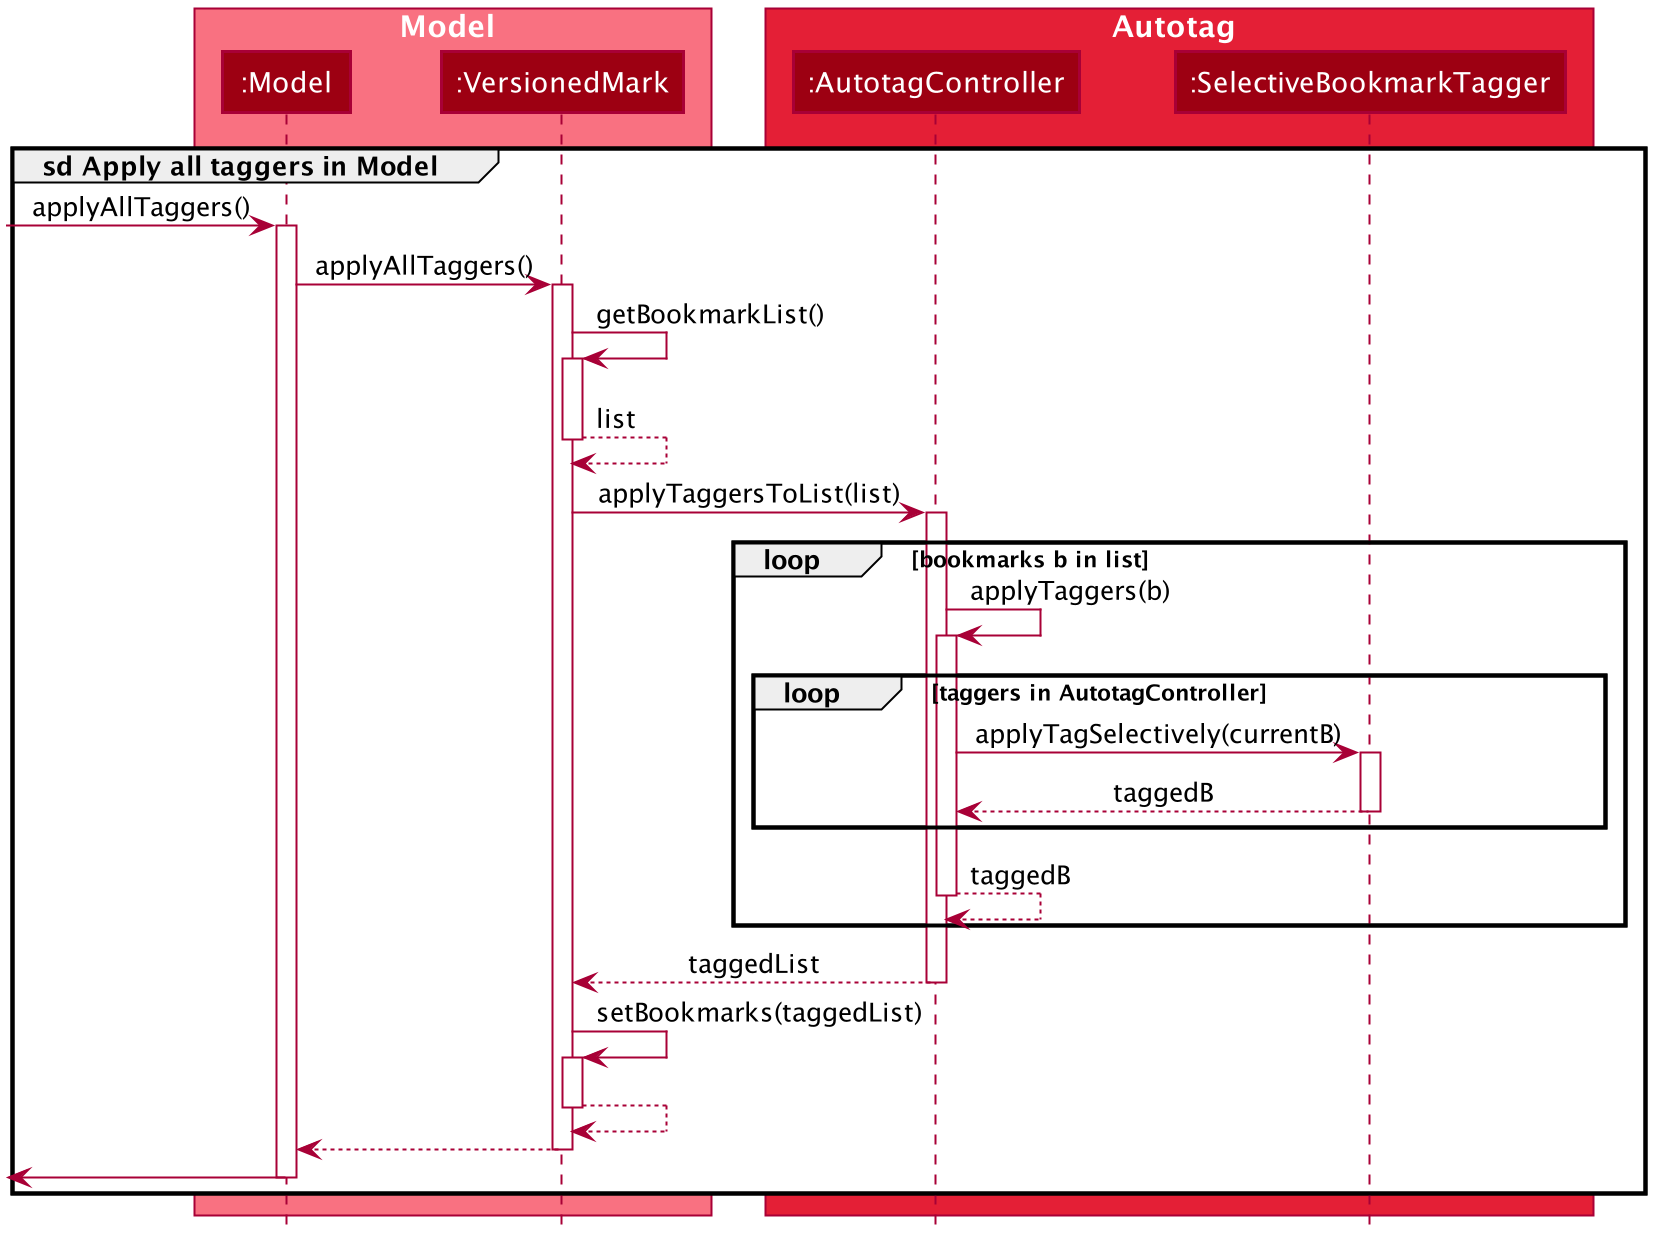 Model
Autotag
:Model
:VersionedMark
:AutotagController
:SelectiveBookmarkTagger
sd Apply all taggers in Model
applyAllTaggers()
applyAllTaggers()
getBookmarkList()
list
applyTaggersToList(list)
loop
[bookmarks b in list]
applyTaggers(b)
loop
[taggers in AutotagController]
applyTagSelectively(currentB)
taggedB
taggedB
taggedList
setBookmarks(taggedList)